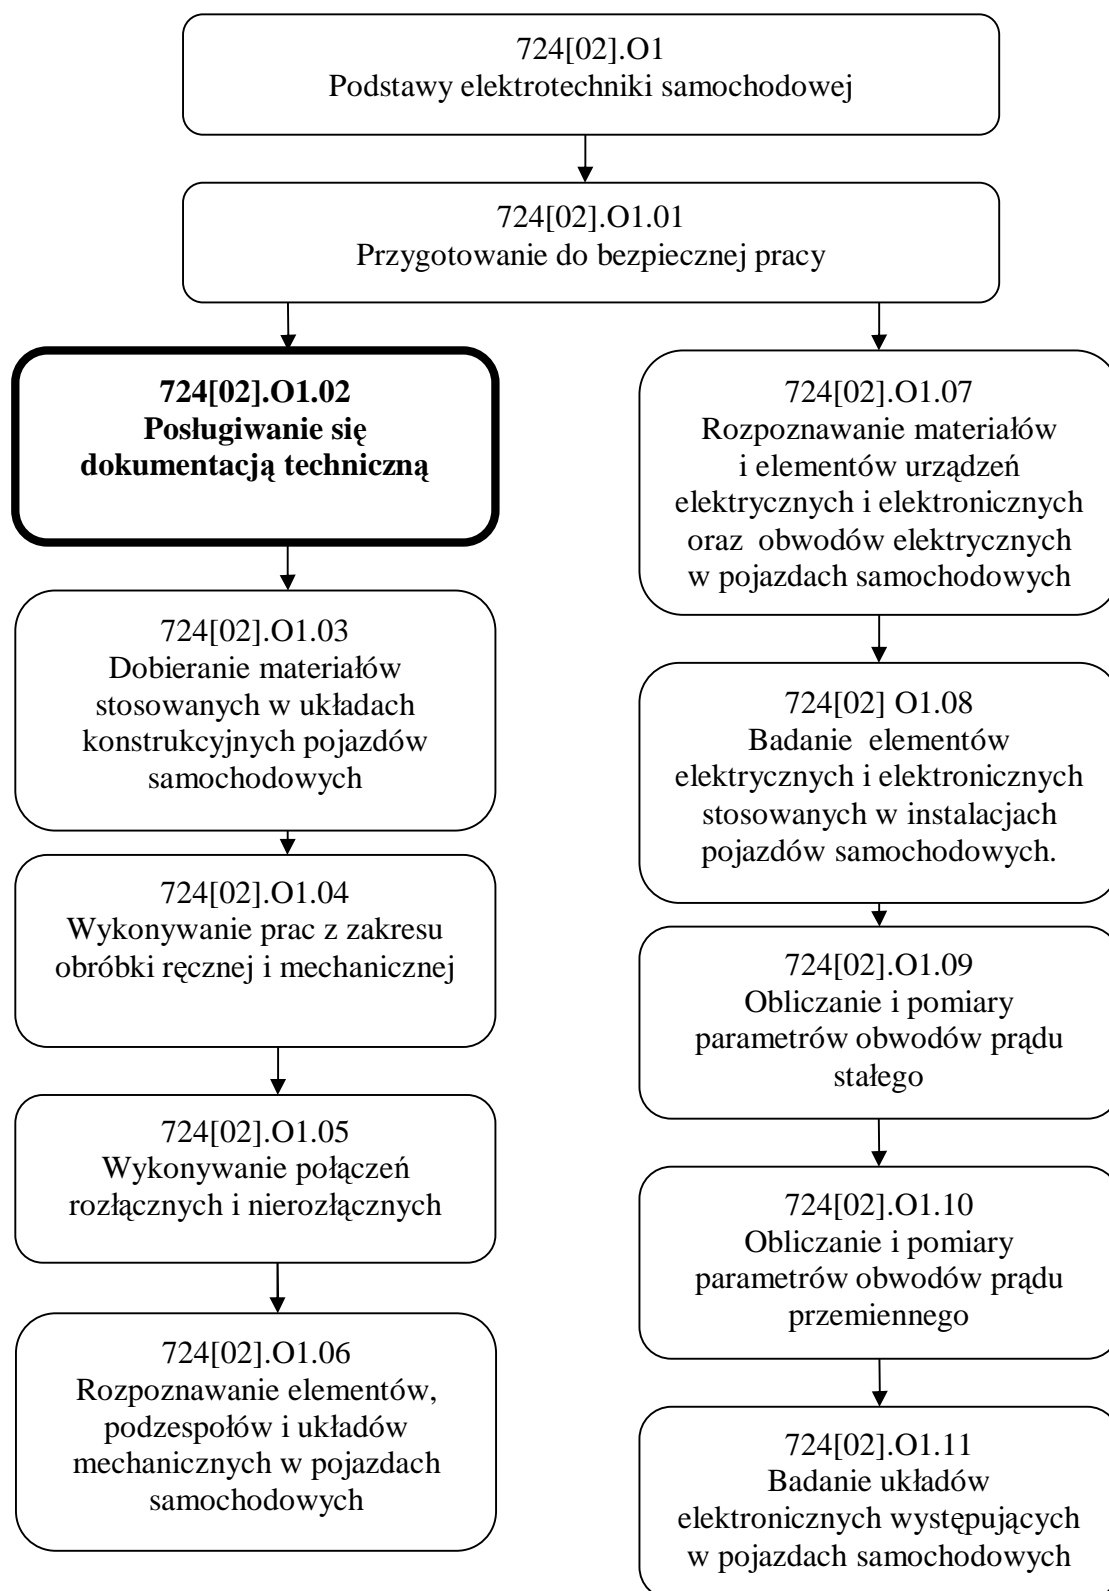 724[02].O1
Podstawy elektrotechniki samochodowej
724[02].O1.01
Przygotowanie do bezpiecznej pracy
724[02].O1.02
Posługiwanie się
dokumentacją techniczną
724[02].O1.03
Dobieranie materiałów
stosowanych w układach
konstrukcyjnych pojazdów
samochodowych
724[02].O1.04
Wykonywanie prac z zakresu
obróbki ręcznej i mechanicznej
724[02].O1.05
Wykonywanie połączeń
rozłącznych i nierozłącznych
724[02].O1.06
Rozpoznawanie elementów,
podzespołów i układów
mechanicznych w pojazdach
samochodowych
724[02].O1.07
Rozpoznawanie materiałów
i elementów urządzeń
elektrycznych i elektronicznych
oraz  obwodów elektrycznych
w pojazdach samochodowych
724[02] O1.08
Badanie  elementów
elektrycznych i elektronicznych
stosowanych w instalacjach
pojazdów samochodowych.
724[02].O1.09
Obliczanie i pomiary
parametrów obwodów prądu
stałego
724[02].O1.10
Obliczanie i pomiary
parametrów obwodów prądu
przemiennego
724[02].O1.11
Badanie układów
elektronicznych występujących
w pojazdach samochodowych